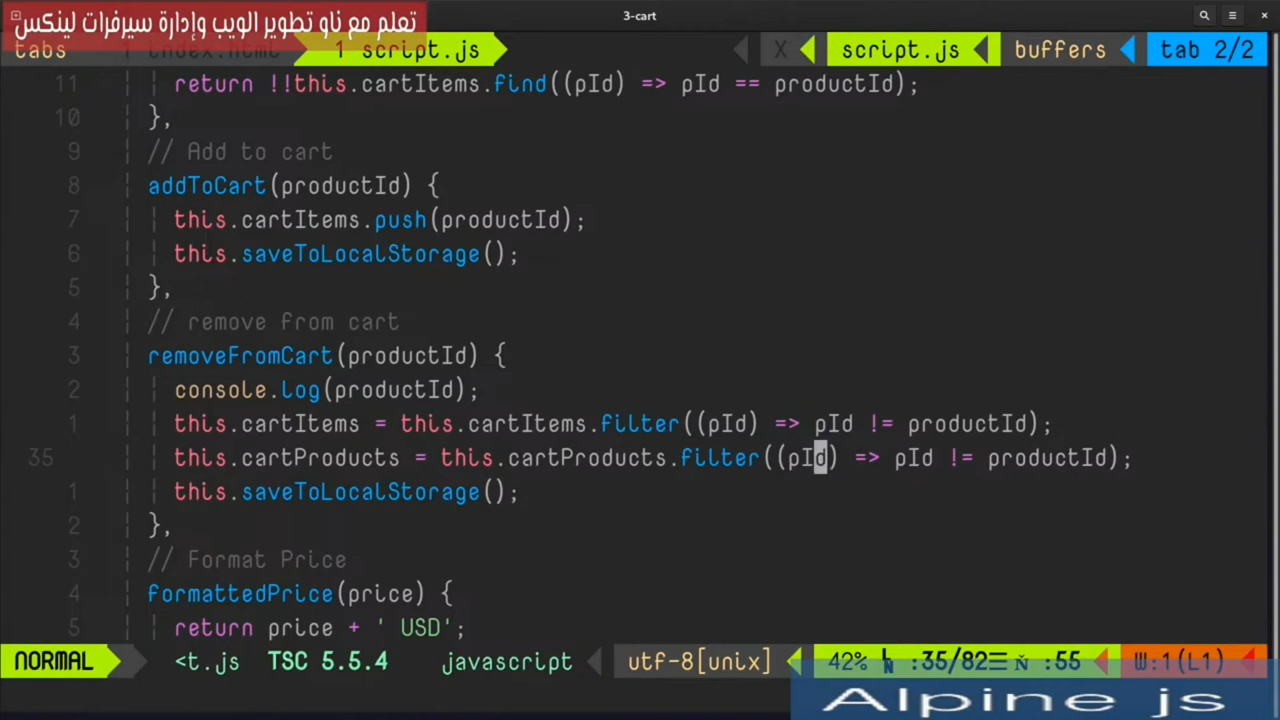 3-cart
تعلم مع ناو تطوير الويب وإدارة سيرفرات لينكس
tabs index.html 1 script.js X script.js buffers tab 2/2
11 return !!this.cartItems.find((pId) => pId == productId);
10 },
9 // Add to cart
8 addToCart(productId) {
7 this.cartItems.push(productId);
6 this.saveToLocalStorage();
5 },
4 // remove from cart
3 removeFromCart(productId) {
2 console.log(productId);
1 this.cartItems = this.cartItems.filter((pId) => pId != productId);
35 this.cartProducts = this.cartProducts.filter((pId) => pId != productId);
1 this.saveToLocalStorage();
2 },
3 // Format Price
4 formattedPrice(price) {
5 return price + ' USD';
NORMAL <t.js TSC 5.5.4 javascript utf-8[unix] 42% :35/82 :55 W:1(L1)
Alpine js